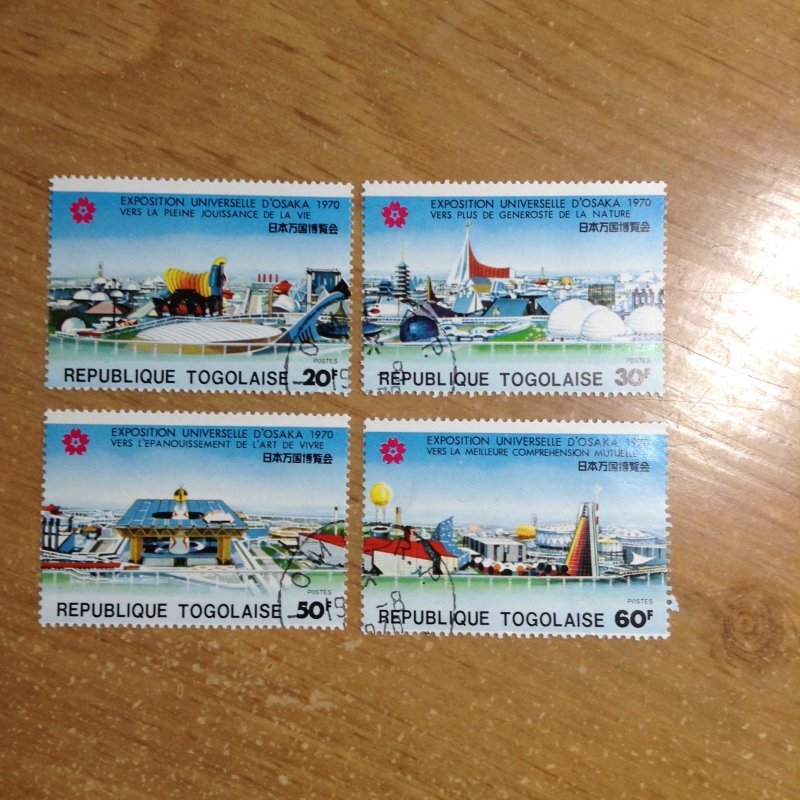 EXPOSITION UNIVERSELLE D'OSAKA 1970
VERS LA PLEINE JOUISSANCE DE LA VIE
日本万国博覧会
POSTES
REPUBLIQUE TOGOLAISE 20F
EXPOSITION UNIVERSELLE D'OSAKA 1970
VERS PLUS DE GENEROSTE DE LA NATURE
日本万国博覧会
POSTES
REPUBLIQUE TOGOLAISE 30F
EXPOSITION UNIVERSELLE D'OSAKA 1970
VERS L'EPANOUISSEMENT DE L'ART DE VIVRE
日本万国博覧会
POSTES
REPUBLIQUE TOGOLAISE 50F
EXPOSITION UNIVERSELLE D'OSAKA 1970
VERS LA MEILLEURE COMPREHENSION MUTUELLE
日本万国博覧会
POSTES
REPUBLIQUE TOGOLAISE 60F